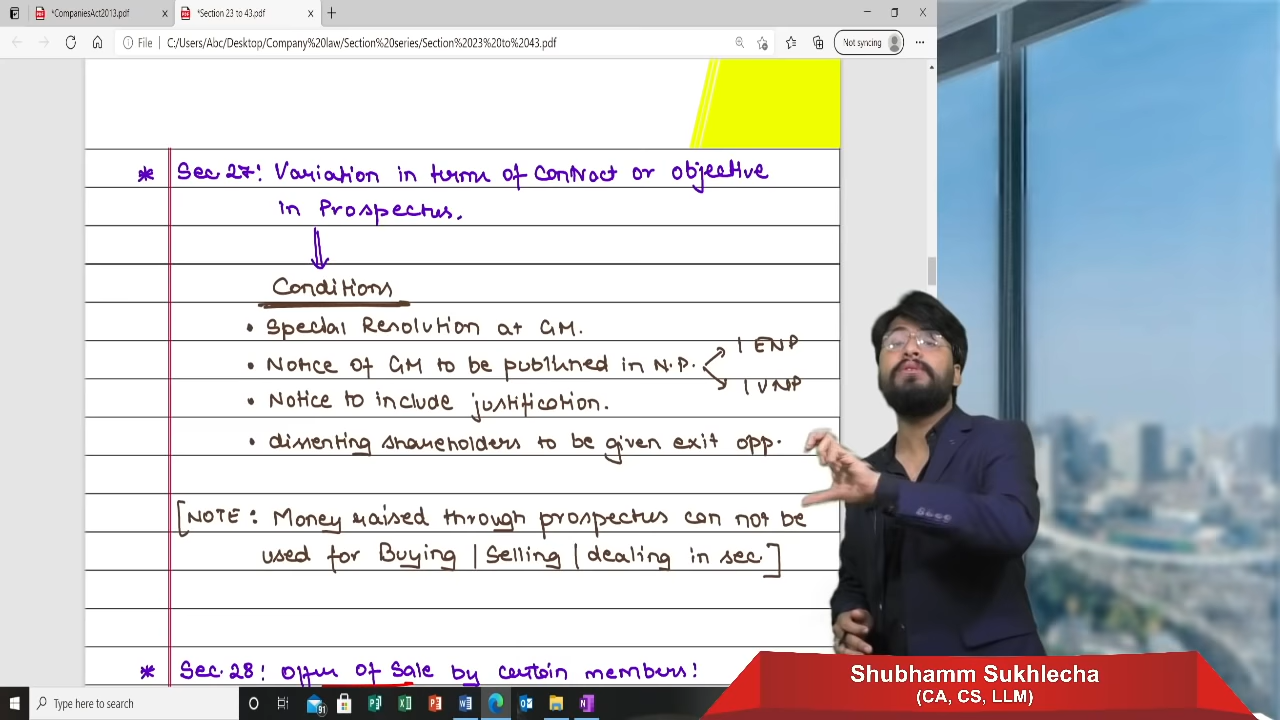 *CompaniesAct2013.pdf
*Section 23 to 43.pdf
File
C:/Users/Abc/Desktop/Company%20law/Section%20series/Section%2023%20to%2043.pdf
Not syncing
* Sec 27: Variation in terms of contract or objective
in Prospectus.
Conditions
• Special Resolution at GM.
• Notice of GM to be published in N.P.
1 ENP
1 VNP
• Notice to include justification.
• dissenting shareholders to be given exit opp.
[NOTE: Money raised through prospectus can not be
used for Buying | Selling | dealing in sec.]
* Sec. 28: Offer of Sale by certain members:
Shubhamm Sukhlecha
(CA, CS, LLM)
Type here to search
91